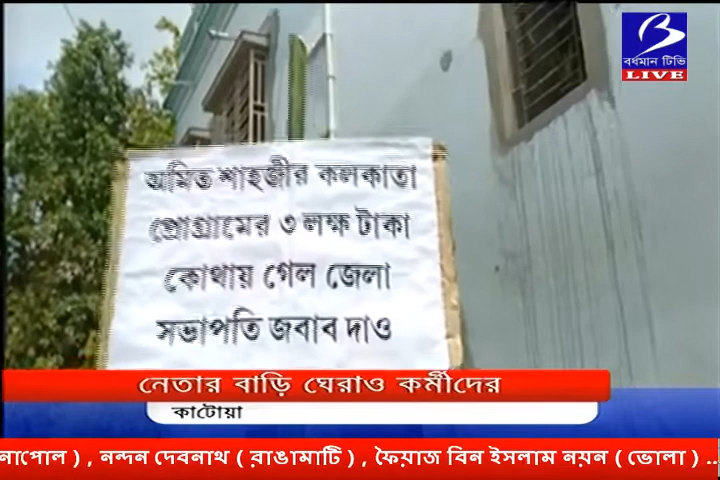 বর্ধমান টিভি
LIVE
অমিত শাহজীর কলকাতা
প্রোগ্রামের ৩ লক্ষ টাকা
কোথায় গেল জেলা
সভাপতি জবাব দাও
নেতার বাড়ি ঘেরাও কর্মীদের
কাটোয়া
নাপোল ) , নন্দন দেবনাথ ( রাঙামাটি ) , ফৈয়াজ বিন ইসলাম নয়ন ( ভোলা ) ..